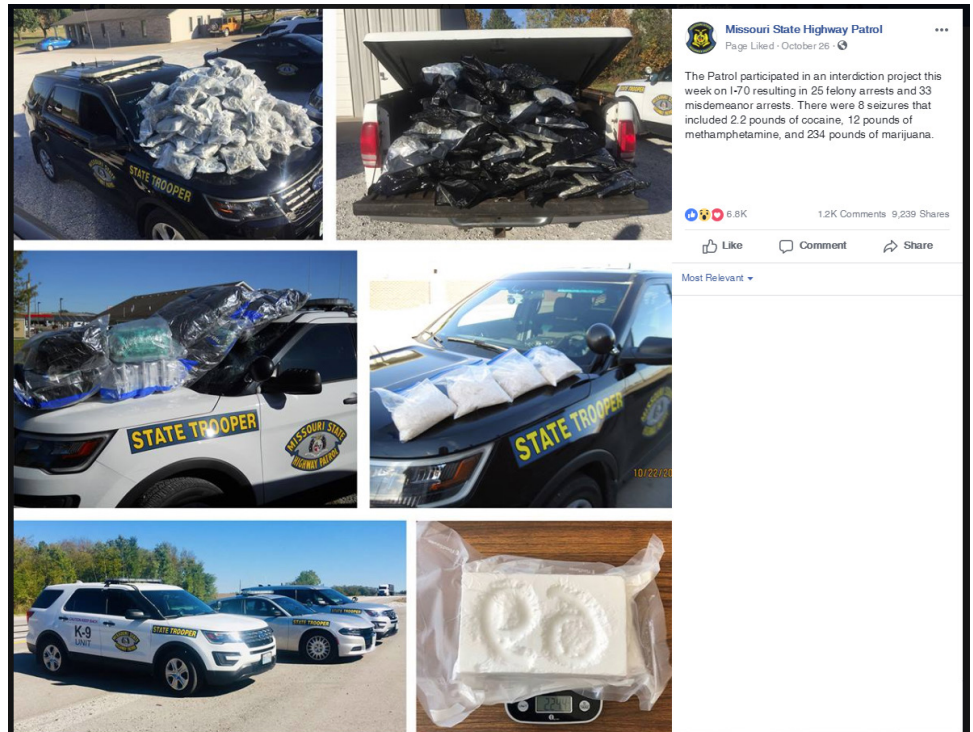 Missouri State Highway Patrol
Page Liked · October 26 ·
The Patrol participated in an interdiction project this
week on I-70 resulting in 25 felony arrests and 33
misdemeanor arrests. There were 8 seizures that
included 2.2 pounds of cocaine, 12 pounds of
methamphetamine, and 234 pounds of marijuana.
6.8K
1.2K Comments 9,239 Shares
Like
Comment
Share
Most Relevant
STATE TROOPER
STATE TROOPER
MISSOURI STATE
HIGHWAY PATROL
STATE TROOPER
10/22/20
K-9
UNIT
STATE TROOPER
STATE TROOPER
STATE TROOPER